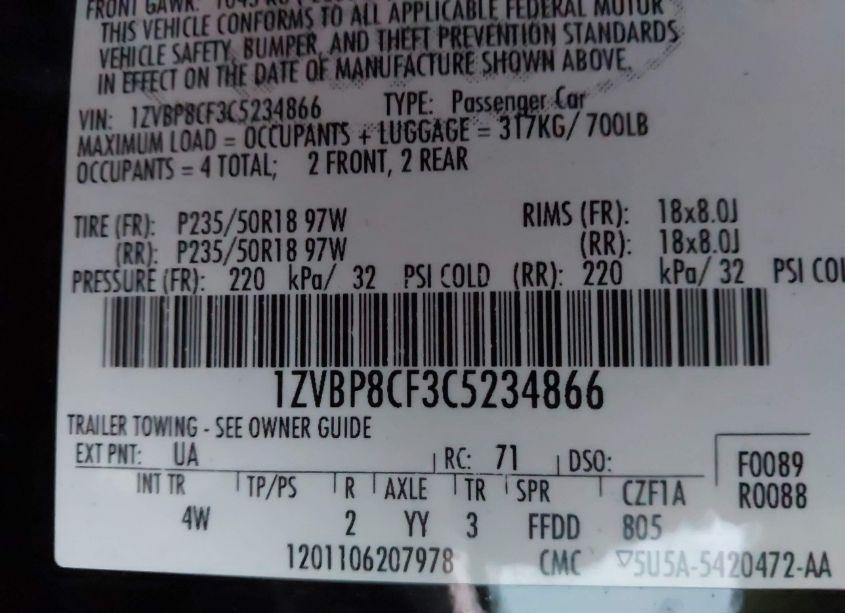 FRONT GAWR:
THIS VEHICLE CONFORMS TO ALL APPLICABLE FEDERAL MOTOR
VEHICLE SAFETY, BUMPER, AND THEFT PREVENTION STANDARDS
IN EFFECT ON THE DATE OF MANUFACTURE SHOWN ABOVE.
VIN: 1ZVBP8CF3C5234866 TYPE: Passenger Car
MAXIMUM LOAD = OCCUPANTS + LUGGAGE = 317KG/ 700LB
OCCUPANTS = 4 TOTAL; 2 FRONT, 2 REAR
TIRE (FR): P235/50R18 97W RIMS (FR): 18x8.0J
(RR): P235/50R18 97W (RR): 18x8.0J
PRESSURE (FR): 220 kPa/ 32 PSI COLD (RR): 220 kPa/ 32 PSI COL
1ZVBP8CF3C5234866
TRAILER TOWING - SEE OWNER GUIDE
EXT PNT: UA RC: 71 DSO: F0089
INT TR TP/PS R AXLE TR SPR CZF1A R0088
4W 2 YY 3 FFDD 805
1201106207978 CMC ▽5U5A-5420472-AA